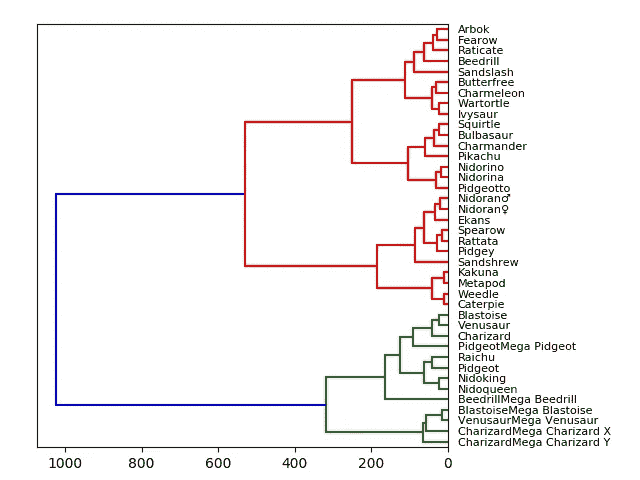 Arbok
Fearow
Raticate
Beedrill
Sandslash
Butterfree
Charmeleon
Wartortle
Ivysaur
Squirtle
Bulbasaur
Charmander
Pikachu
Nidorino
Nidorina
Pidgeotto
Nidoran♂
Nidoran♀
Ekans
Spearow
Rattata
Pidgey
Sandshrew
Kakuna
Metapod
Weedle
Caterpie
Blastoise
Venusaur
Charizard
PidgeotMega Pidgeot
Raichu
Pidgeot
Nidoking
Nidoqueen
BeedrillMega Beedrill
BlastoiseMega Blastoise
VenusaurMega Venusaur
CharizardMega Charizard X
CharizardMega Charizard Y
1000 800 600 400 200 0